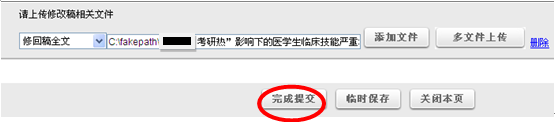 请上传修改稿相关文件
修回稿全文 C:\fakepath\ 考研热”影响下的医学生临床技能严重 添加文件 多文件上传 删除
完成提交 临时保存 关闭本页